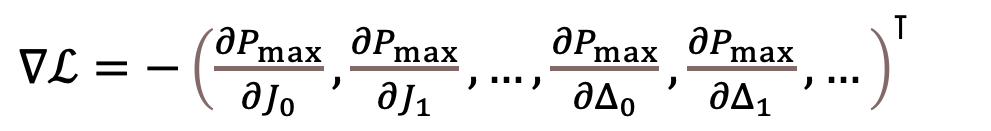 ∇ℒ = −(∂P_max/∂J_0, ∂P_max/∂J_1, …, ∂P_max/∂Δ_0, ∂P_max/∂Δ_1, …)^⊺